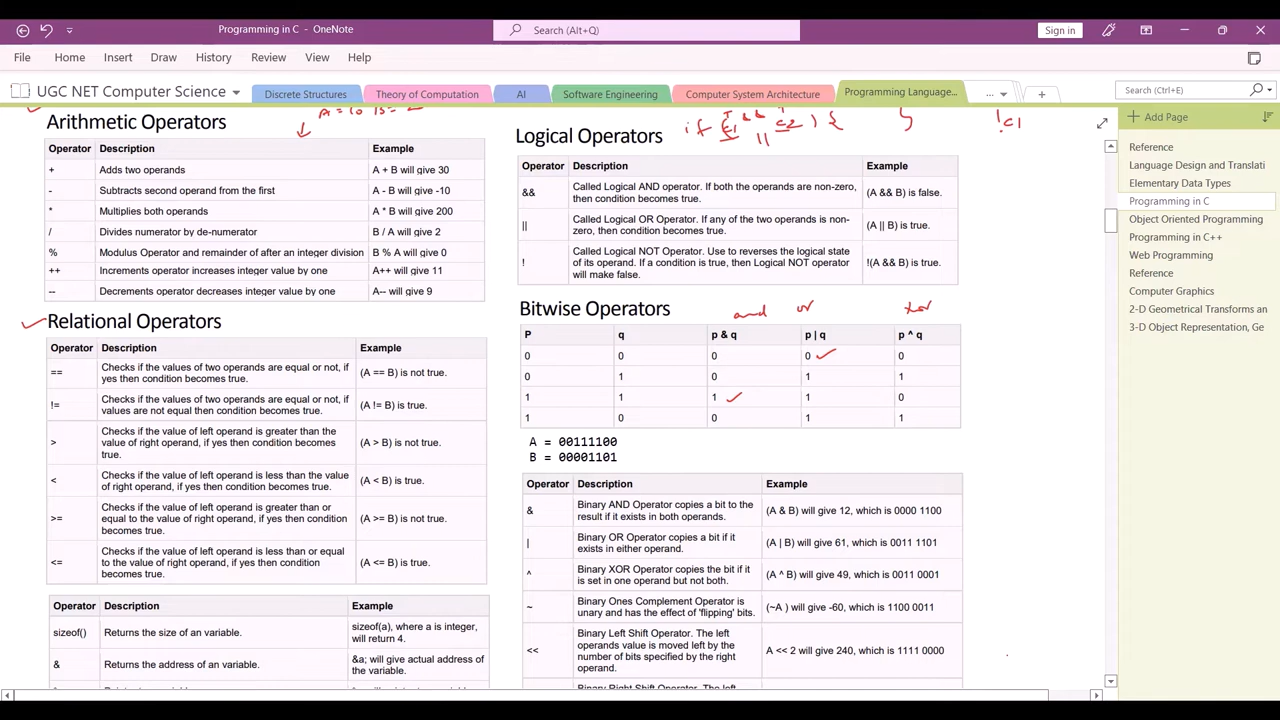 Programming in C - OneNote
Search (Alt+Q)
Sign in
File Home Insert Draw History Review View Help
UGC NET Computer Science
Discrete Structures Theory of Computation AI Software Engineering Computer System Architecture Programming Language... ...
Search (Ctrl+E)
Add Page
Reference
Language Design and Translati
Elementary Data Types
Programming in C
Object Oriented Programming
Programming in C++
Web Programming
Reference
Computer Graphics
2-D Geometrical Transforms an
3-D Object Representation, Ge
Arithmetic Operators
Operator Description Example
+ Adds two operands A + B will give 30
- Subtracts second operand from the first A - B will give -10
* Multiplies both operands A * B will give 200
/ Divides numerator by de-numerator B / A will give 2
% Modulus Operator and remainder of after an integer division B % A will give 0
++ Increments operator increases integer value by one A++ will give 11
-- Decrements operator decreases integer value by one A-- will give 9
Relational Operators
Operator Description Example
== Checks if the values of two operands are equal or not, if (A == B) is not true.
yes then condition becomes true.
!= Checks if the values of two operands are equal or not, if (A != B) is true.
values are not equal then condition becomes true.
> Checks if the value of left operand is greater than the (A > B) is not true.
value of right operand, if yes then condition becomes
true.
< Checks if the value of left operand is less than the value (A < B) is true.
of right operand, if yes then condition becomes true.
>= Checks if the value of left operand is greater than or (A >= B) is not true.
equal to the value of right operand, if yes then condition
becomes true.
<= Checks if the value of left operand is less than or equal (A <= B) is true.
to the value of right operand, if yes then condition
becomes true.
Operator Description Example
sizeof() Returns the size of an variable. sizeof(a), where a is integer,
will return 4.
& Returns the address of an variable. &a; will give actual address of
the variable.
if (c1 && c2) { }
||
!c1
Logical Operators
Operator Description Example
&& Called Logical AND operator. If both the operands are non-zero, (A && B) is false.
then condition becomes true.
|| Called Logical OR Operator. If any of the two operands is non- (A || B) is true.
zero, then condition becomes true.
! Called Logical NOT Operator. Use to reverses the logical state !(A && B) is true.
of its operand. If a condition is true, then Logical NOT operator
will make false.
Bitwise Operators
and or xor
P q p & q p | q p ^ q
0 0 0 0 0
0 1 0 1 1
1 1 1 1 0
1 0 0 1 1
A = 00111100
B = 00001101
Operator Description Example
& Binary AND Operator copies a bit to the (A & B) will give 12, which is 0000 1100
result if it exists in both operands.
| Binary OR Operator copies a bit if it (A | B) will give 61, which is 0011 1101
exists in either operand.
^ Binary XOR Operator copies the bit if it (A ^ B) will give 49, which is 0011 0001
is set in one operand but not both.
~ Binary Ones Complement Operator is (~A ) will give -60, which is 1100 0011
unary and has the effect of 'flipping' bits.
<< Binary Left Shift Operator. The left A << 2 will give 240, which is 1111 0000
operands value is moved left by the
number of bits specified by the right
operand.
Binary Right Shift Operator. The left